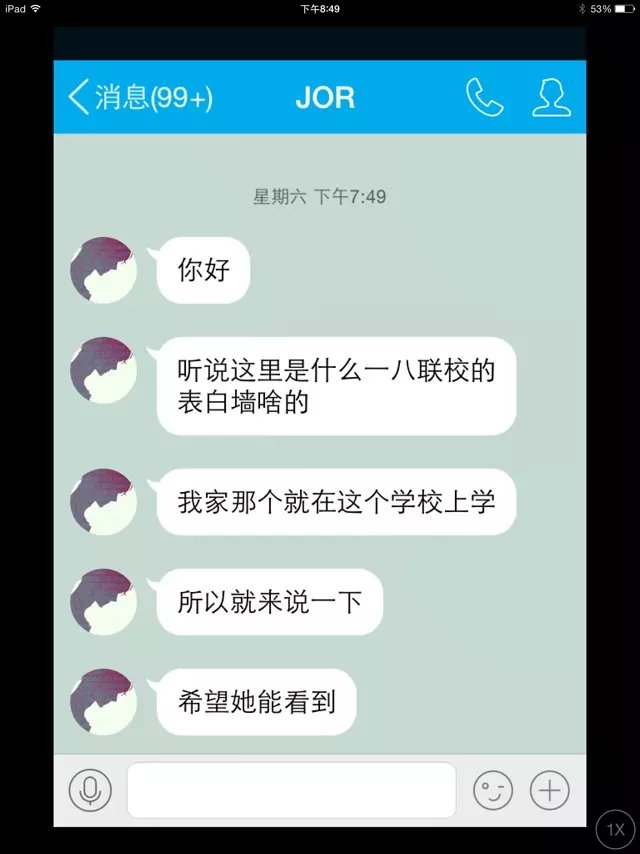 iPad 下午8:49 53%
消息(99+) JOR
星期六 下午7:49
你好
听说这里是什么一八联校的
表白墙啥的
我家那个就在这个学校上学
所以就来说一下
希望她能看到
1X